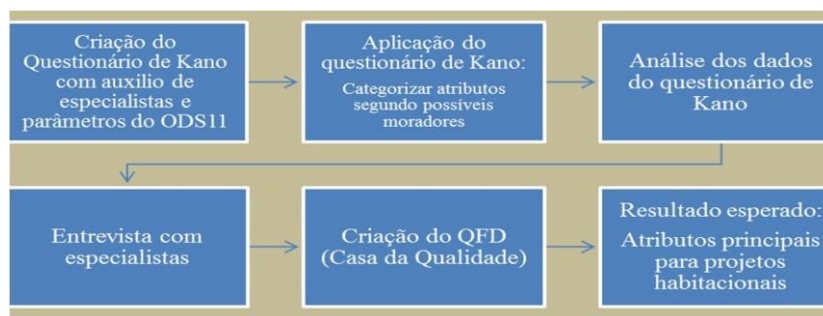 Criação do
Questionário de Kano
com auxilio de
especialistas e
parâmetros do ODS11
Aplicação do
questionário de Kano:
Categorizar atributos
segundo possíveis
moradores
Análise dos dados
do questionário de
Kano
Entrevista com
especialistas
Criação do QFD
(Casa da Qualidade)
Resultado esperado:
Atributos principais
para projetos
habitacionais